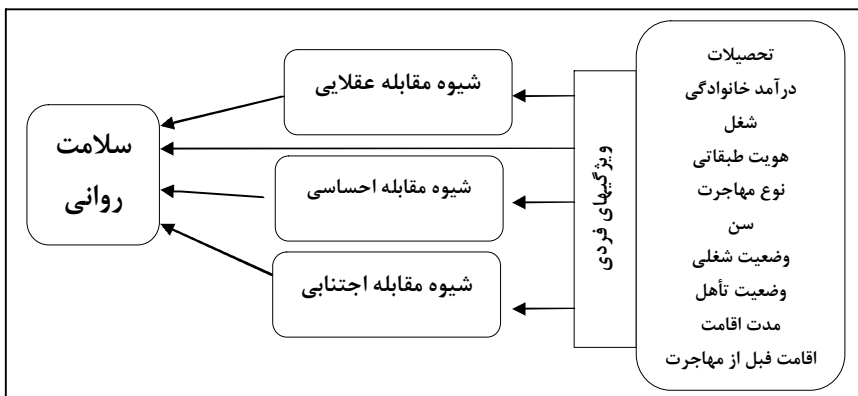 تحصیلات
درآمد خانوادگی
شغل
هویت طبقاتی
نوع مهاجرت
سن
وضعیت شغلی
وضعیت تأهل
مدت اقامت
اقامت قبل از مهاجرت
ویژگیهای فردی
شیوه مقابله عقلایی
شیوه مقابله احساسی
شیوه مقابله اجتنابی
سلامت
روانی